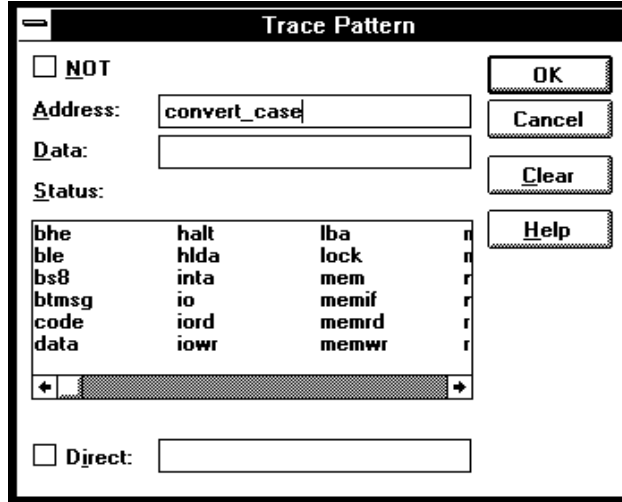 Trace Pattern
NOT
OK
Address: convert_case
Cancel
Data:
Clear
Status:
Help
bhe halt lba
ble hlda lock
bs8 inta mem
btmsg io memif
code iord memrd
data iowr memwr
Direct: